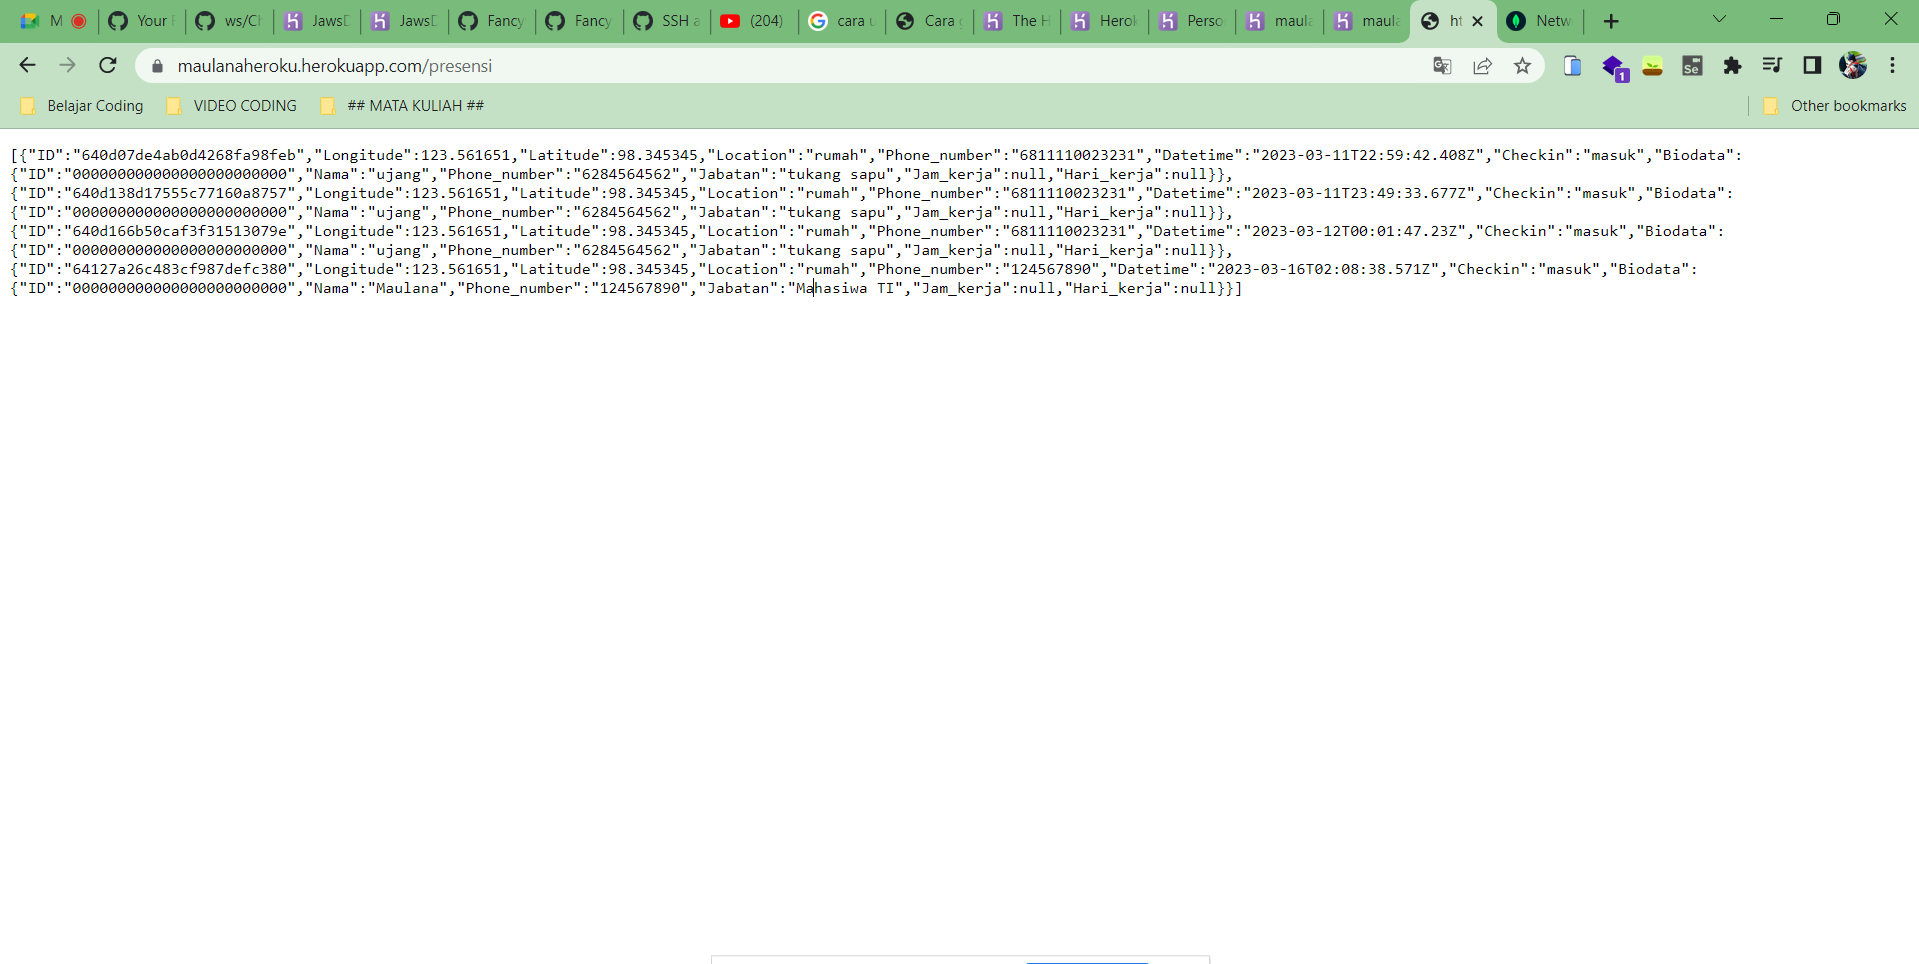 M Your F ws/Ch JawsD JawsD Fancy Fancy SSH a (204) cara u Cara g The H Herok Perso maula maula ht Netw
maulanaheroku.herokuapp.com/presensi
1 Se
Belajar Coding VIDEO CODING ## MATA KULIAH ## Other bookmarks
[{"ID":"640d07de4ab0d4268fa98feb","Longitude":123.561651,"Latitude":98.345345,"Location":"rumah","Phone_number":"6811110023231","Datetime":"2023-03-11T22:59:42.408Z","Checkin":"masuk","Biodata":
{"ID":"000000000000000000000000","Nama":"ujang","Phone_number":"6284564562","Jabatan":"tukang sapu","Jam_kerja":null,"Hari_kerja":null}},
{"ID":"640d138d17555c77160a8757","Longitude":123.561651,"Latitude":98.345345,"Location":"rumah","Phone_number":"6811110023231","Datetime":"2023-03-11T23:49:33.677Z","Checkin":"masuk","Biodata":
{"ID":"000000000000000000000000","Nama":"ujang","Phone_number":"6284564562","Jabatan":"tukang sapu","Jam_kerja":null,"Hari_kerja":null}},
{"ID":"640d166b50caf3f31513079e","Longitude":123.561651,"Latitude":98.345345,"Location":"rumah","Phone_number":"6811110023231","Datetime":"2023-03-12T00:01:47.23Z","Checkin":"masuk","Biodata":
{"ID":"000000000000000000000000","Nama":"ujang","Phone_number":"6284564562","Jabatan":"tukang sapu","Jam_kerja":null,"Hari_kerja":null}},
{"ID":"64127a26c483cf987defc380","Longitude":123.561651,"Latitude":98.345345,"Location":"rumah","Phone_number":"124567890","Datetime":"2023-03-16T02:08:38.571Z","Checkin":"masuk","Biodata":
{"ID":"000000000000000000000000","Nama":"Maulana","Phone_number":"124567890","Jabatan":"Mahasiwa TI","Jam_kerja":null,"Hari_kerja":null}}]